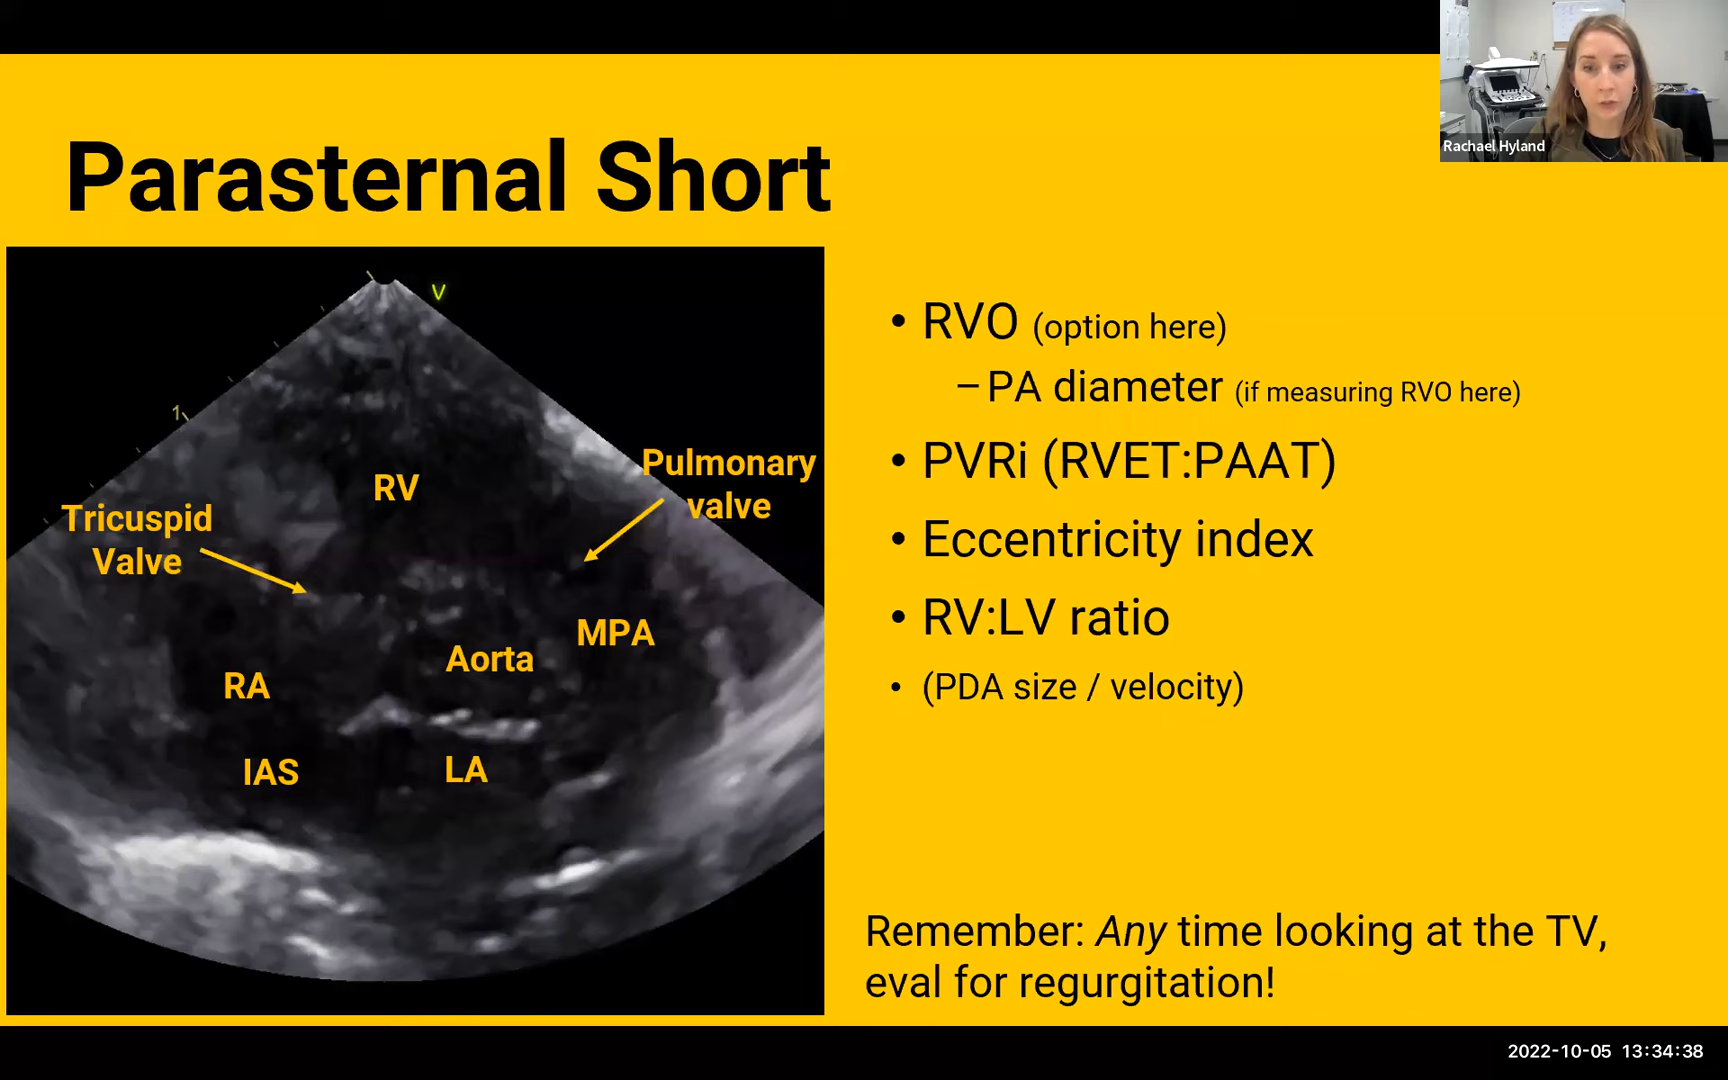 Rachael Hyland
Parasternal Short
V
1
RV
Pulmonary
valve
Tricuspid
Valve
MPA
Aorta
RA
IAS
LA
• RVO (option here)
– PA diameter (if measuring RVO here)
• PVRi (RVET:PAAT)
• Eccentricity index
• RV:LV ratio
• (PDA size / velocity)
Remember: Any time looking at the TV,
eval for regurgitation!
2022-10-05 13:34:38